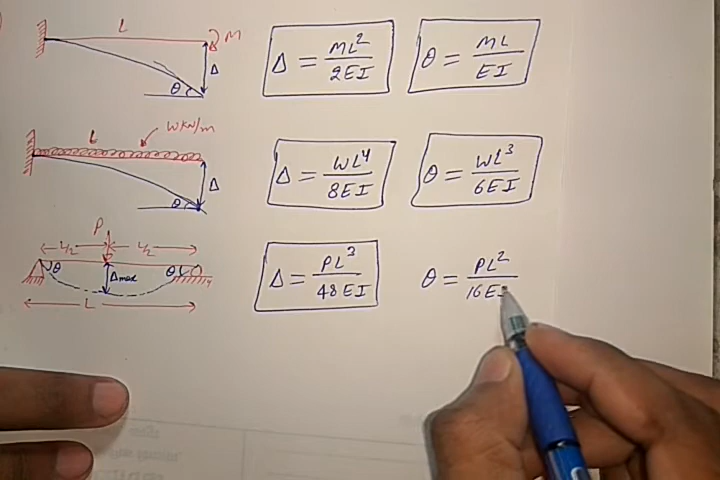 L M Δ θ
Δ = ML²/2EI θ = ML/EI
L W KN/m Δ θ
Δ = WL⁴/8EI θ = WL³/6EI
P
L/2 L/2
θ Δmax θ
L
Δ = PL³/48EI θ = PL²/16EI